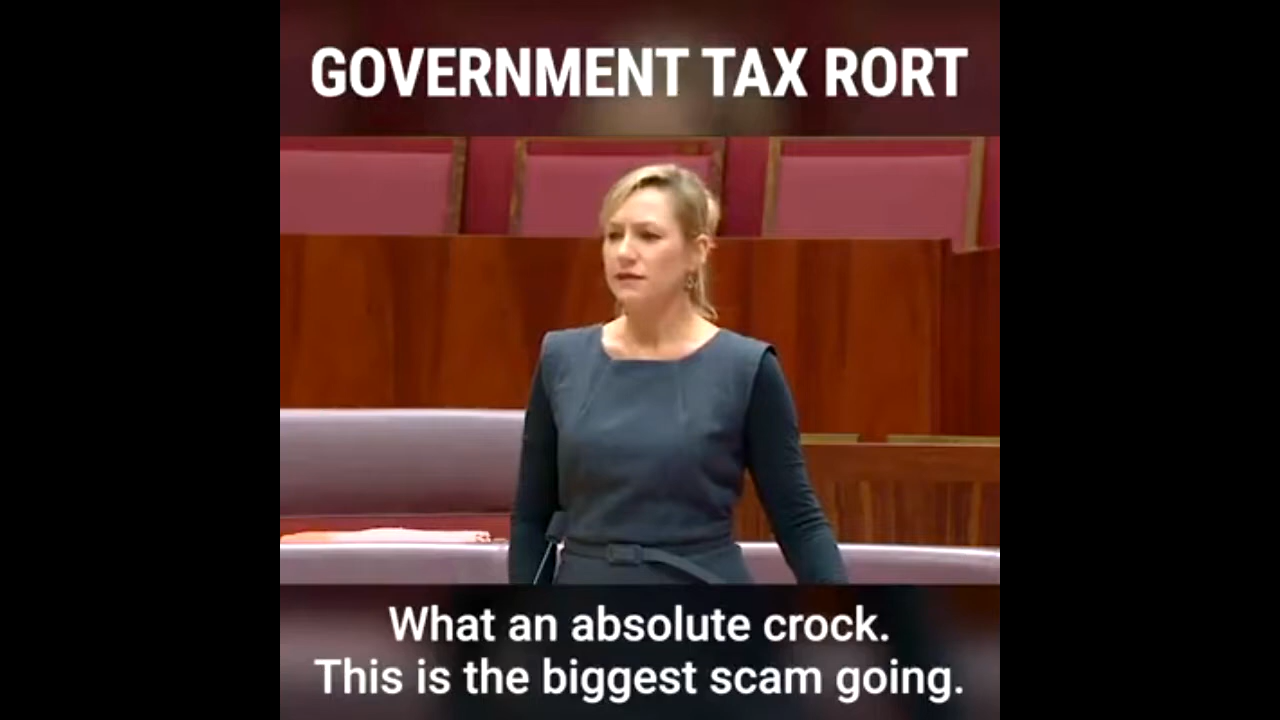 GOVERNMENT TAX RORT
What an absolute crock.
This is the biggest scam going.